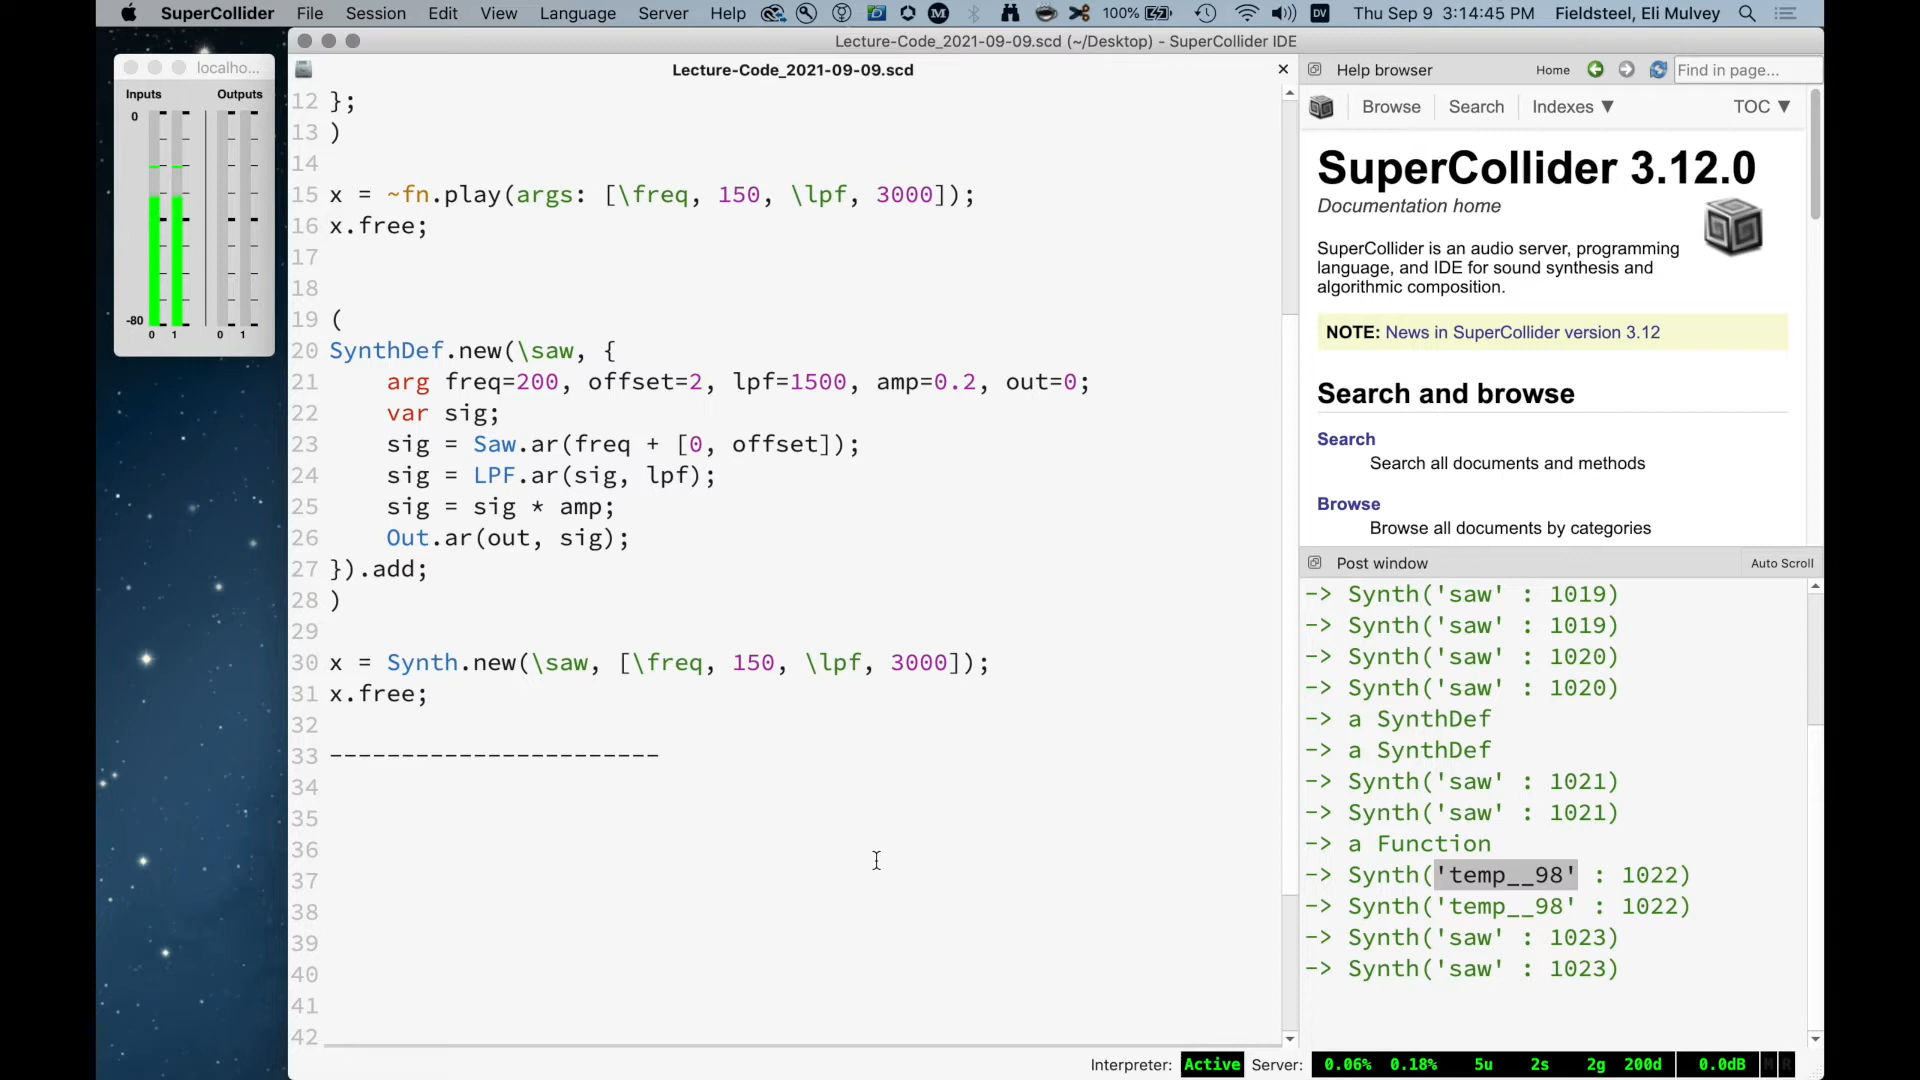 SuperCollider File Session Edit View Language Server Help 100% DV Thu Sep 9 3:14:45 PM Fieldsteel, Eli Mulvey
Lecture-Code_2021-09-09.scd (~/Desktop) - SuperCollider IDE
localho...
Inputs Outputs
0
-80
0 1 0 1
Lecture-Code_2021-09-09.scd
12 };
13 )
14
15 x = ~fn.play(args: [\freq, 150, \lpf, 3000]);
16 x.free;
17
18
19 (
20 SynthDef.new(\saw, {
21 arg freq=200, offset=2, lpf=1500, amp=0.2, out=0;
22 var sig;
23 sig = Saw.ar(freq + [0, offset]);
24 sig = LPF.ar(sig, lpf);
25 sig = sig * amp;
26 Out.ar(out, sig);
27 }).add;
28 )
29
30 x = Synth.new(\saw, [\freq, 150, \lpf, 3000]);
31 x.free;
32
33 -----------------------
34
35
36
37
38
39
40
41
42
Help browser Home Find in page...
Browse Search Indexes ▼ TOC ▼
SuperCollider 3.12.0
Documentation home
SuperCollider is an audio server, programming
language, and IDE for sound synthesis and
algorithmic composition.
NOTE: News in SuperCollider version 3.12
Search and browse
Search
Search all documents and methods
Browse
Browse all documents by categories
Post window Auto Scroll
-> Synth('saw' : 1019)
-> Synth('saw' : 1019)
-> Synth('saw' : 1020)
-> Synth('saw' : 1020)
-> a SynthDef
-> a SynthDef
-> Synth('saw' : 1021)
-> Synth('saw' : 1021)
-> a Function
-> Synth('temp__98' : 1022)
-> Synth('temp__98' : 1022)
-> Synth('saw' : 1023)
-> Synth('saw' : 1023)
Interpreter: Active Server: 0.06% 0.18% 5u 2s 2g 200d 0.0dB M R